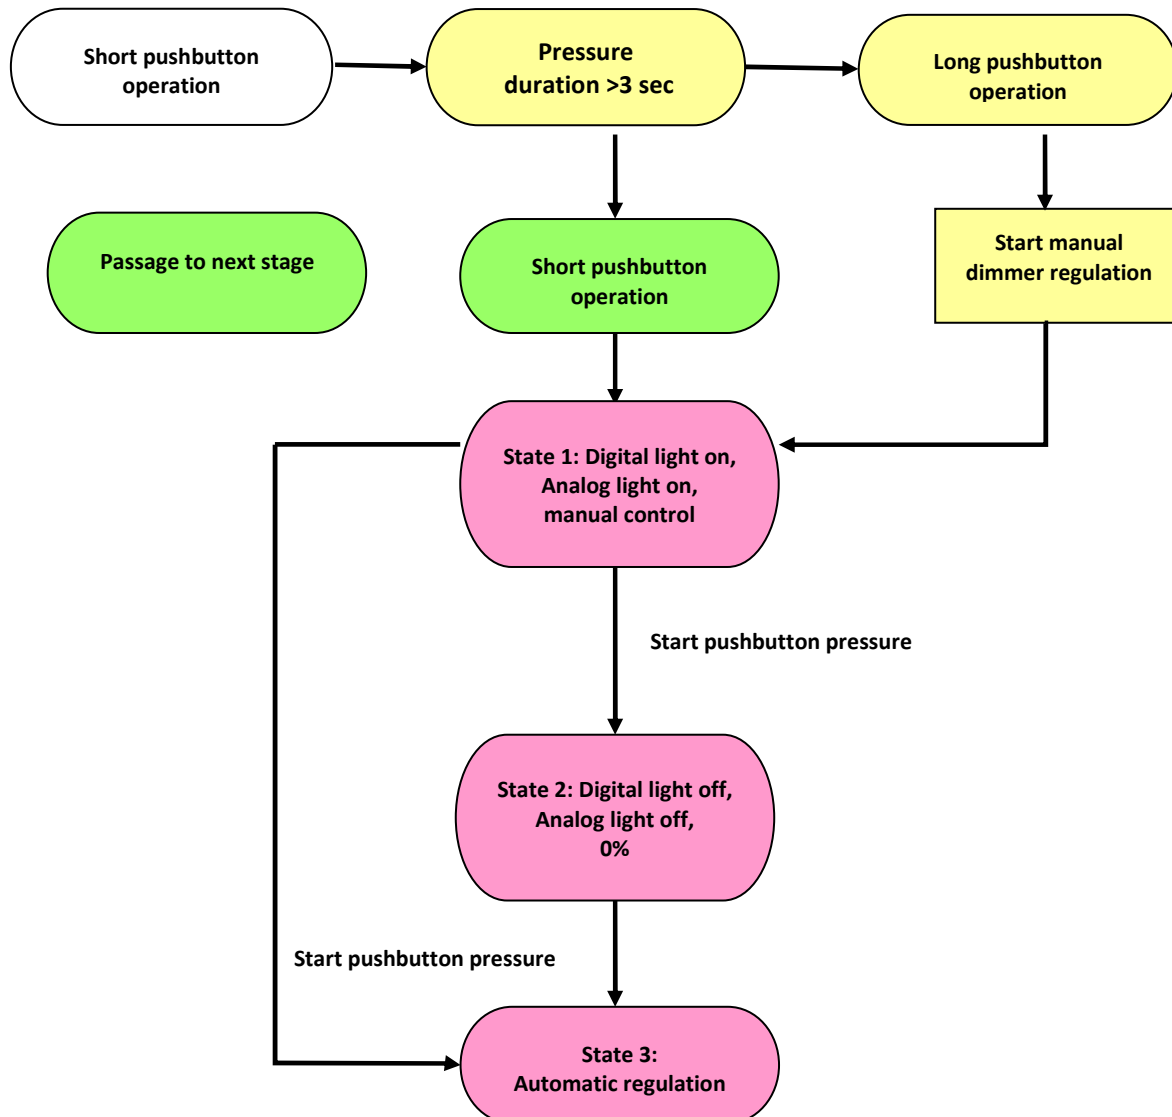 Short pushbutton
operation
Pressure
duration >3 sec
Long pushbutton
operation
Passage to next stage
Short pushbutton
operation
Start manual
dimmer regulation
State 1: Digital light on,
Analog light on,
manual control
Start pushbutton pressure
State 2: Digital light off,
Analog light off,
0%
Start pushbutton pressure
State 3:
Automatic regulation